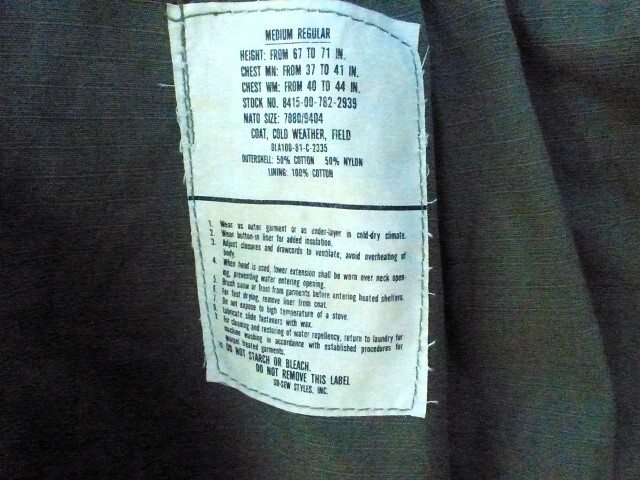 MEDIUM REGULAR
HEIGHT: FROM 67 TO 71 IN.
CHEST MN: FROM 37 TO 41 IN.
CHEST WM: FROM 40 TO 44 IN.
STOCK NO. 8415-00-782-2939
NATO SIZE: 7080/9404
COAT, COLD WEATHER, FIELD
DLA100-81-C-2335
OUTERSHELL: 50% COTTON 50% NYLON
LINING: 100% COTTON
1. Wear as outer garment or as under-layer in cold-dry climate.
2. Wear button-in liner for added insulation.
3. Adjust closures and drawcords to ventilate, avoid overheating of
body.
4. When hood is used, lower extension shall be worn over neck open-
ing, preventing water entering opening.
5. Brush snow or frost from garments before entering heated shelters.
6. For fast drying, remove liner from coat.
7. Do not expose to high temperature of a stove.
8. Lubricate slide fasteners with wax.
9. For cleaning and restoring of water repellency, return to laundry for
machine washing in accordance with established procedures for
Quarpel treated garments.
10. DO NOT STARCH OR BLEACH.
DO NOT REMOVE THIS LABEL
SO-SEW STYLES, INC.